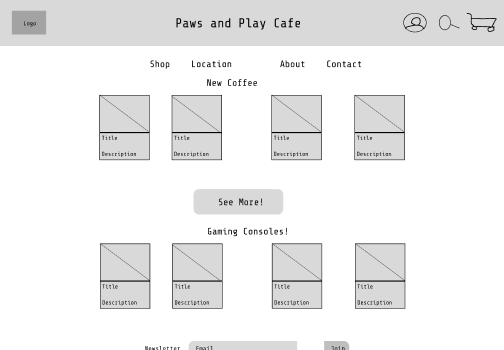 Logo
Paws and Play Cafe
Shop Location About Contact
New Coffee
Title Title Title Title
Description Description Description Description
See More!
Gaming Consoles!
Title Title Title Title
Description Description Description Description
Newsletter Email Join